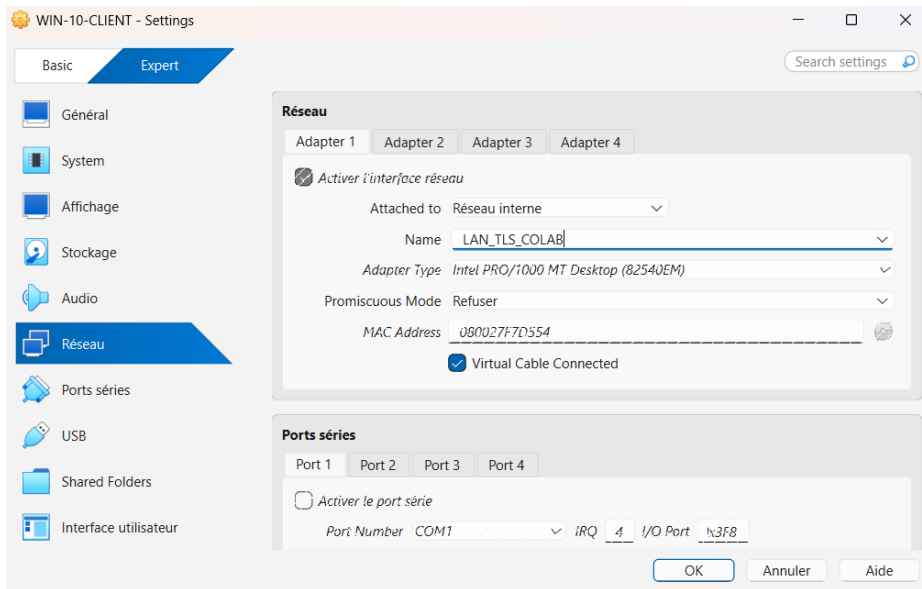 WIN-10-CLIENT - Settings
Basic Expert Search settings
Général
System
Affichage
Stockage
Audio
Réseau
Ports séries
USB
Shared Folders
Interface utilisateur
Réseau
Adapter 1 Adapter 2 Adapter 3 Adapter 4
Activer l'interface réseau
Attached to Réseau interne
Name LAN_TLS_COLAB
Adapter Type Intel PRO/1000 MT Desktop (82540EM)
Promiscuous Mode Refuser
MAC Address 080027F7D554
Virtual Cable Connected
Ports séries
Port 1 Port 2 Port 3 Port 4
Activer le port série
Port Number COM1 IRQ 4 I/O Port 0x3F8
OK Annuler Aide